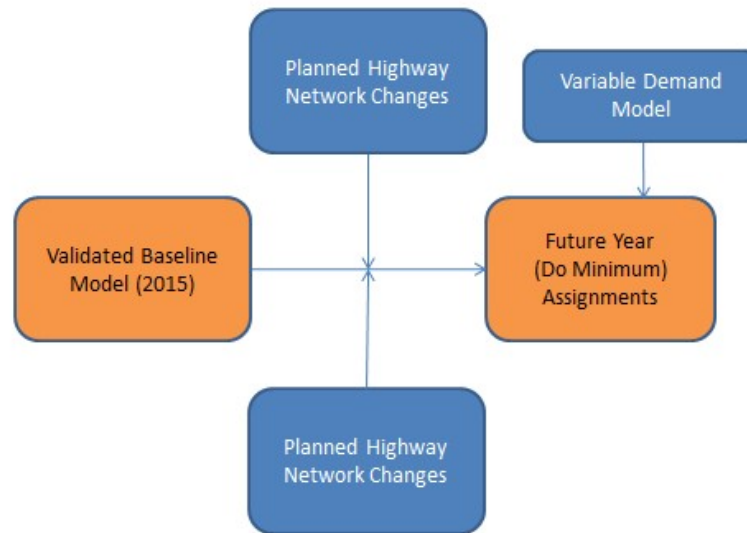 Planned Highway
Network Changes
Variable Demand
Model
Validated Baseline
Model (2015)
Future Year
(Do Minimum)
Assignments
Planned Highway
Network Changes